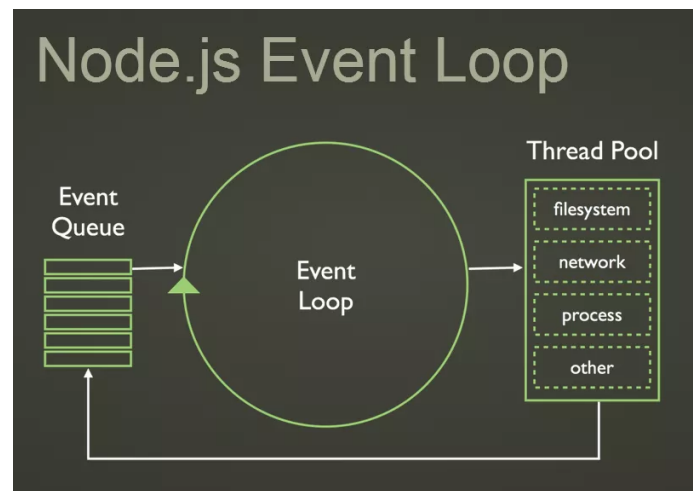 Node.js Event Loop
Event
Queue
Event
Loop
Thread Pool
filesystem
network
process
other